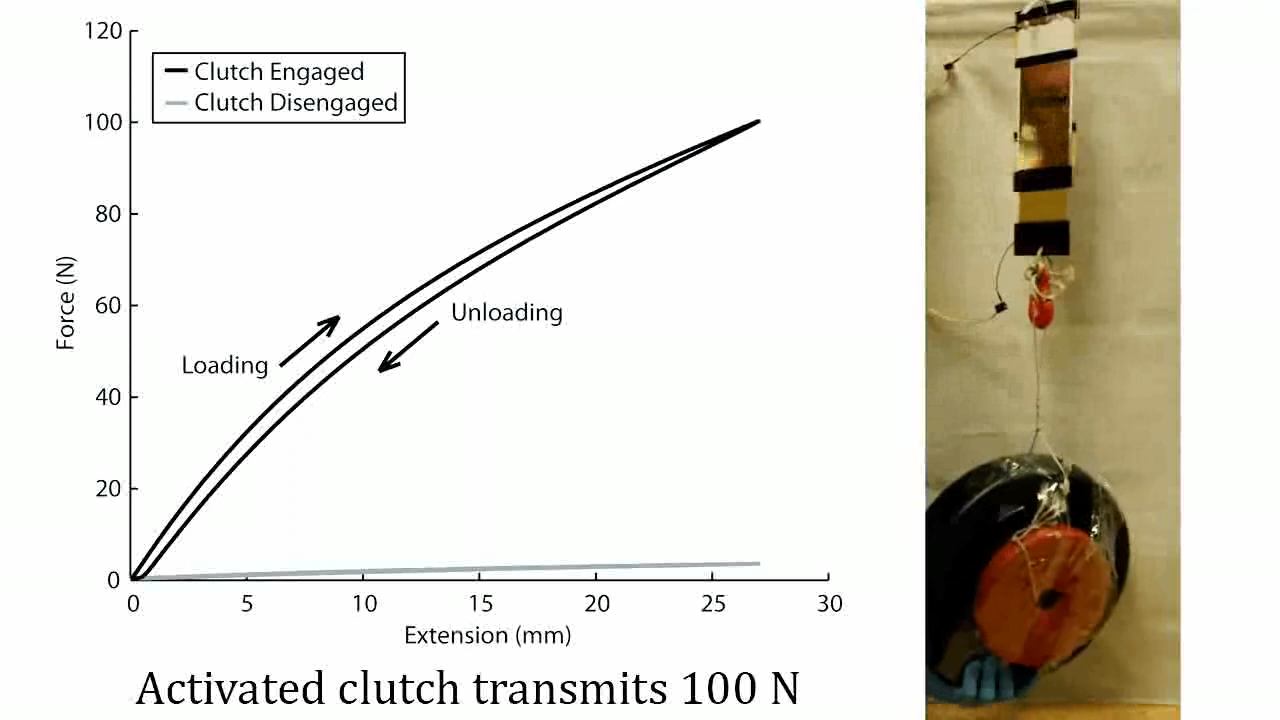 120
Clutch Engaged
Clutch Disengaged
100
80
60
40
20
0
Force (N)
Loading
Unloading
0 5 10 15 20 25 30
Extension (mm)
Activated clutch transmits 100 N